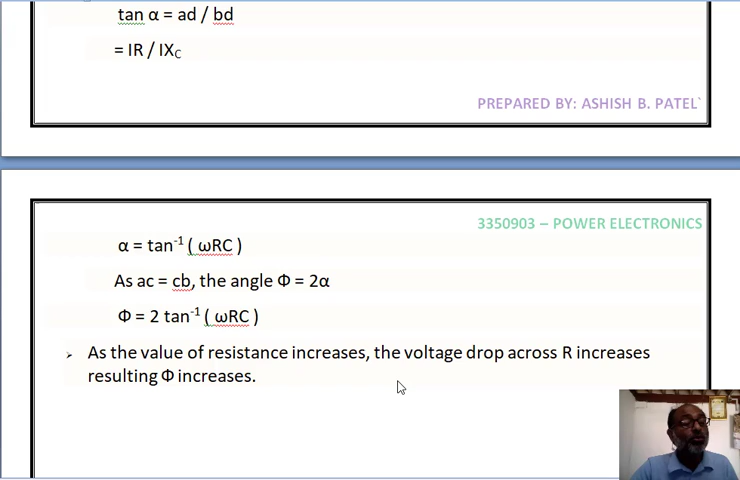 tan α = ad / bd
= IR / IXC
PREPARED BY: ASHISH B. PATEL`
3350903 – POWER ELECTRONICS
α = tan-1 ( ωRC )
As ac = cb, the angle Φ = 2α
Φ = 2 tan-1 ( ωRC )
➢ As the value of resistance increases, the voltage drop across R increases
resulting Φ increases.